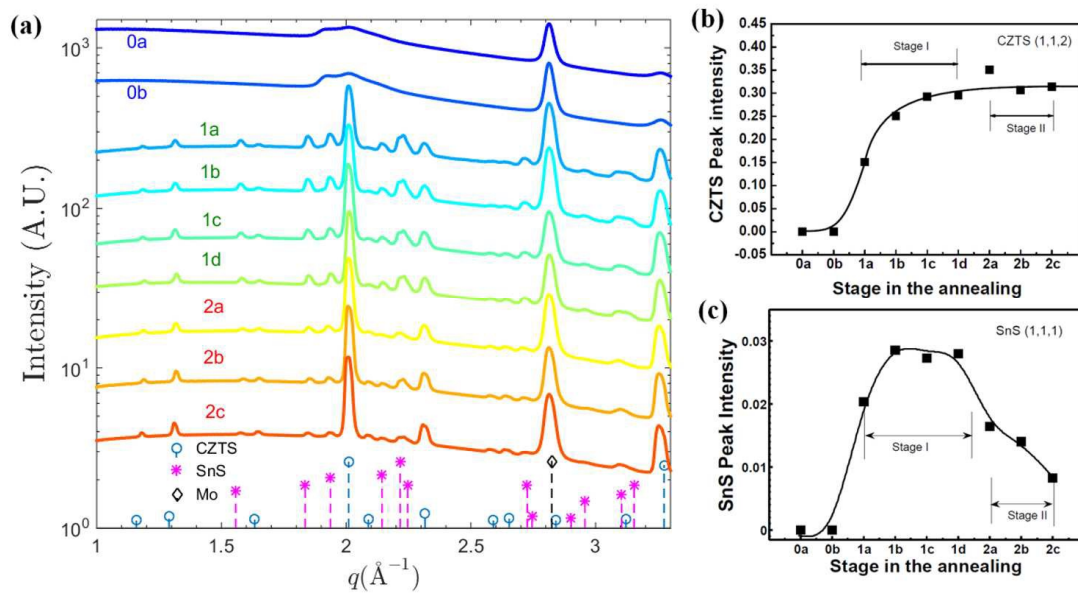 (a)
10³
10²
10¹
10⁰
Intensity (A.U.)
0a
0b
1a
1b
1c
1d
2a
2b
2c
CZTS
SnS
Mo
1
1.5
2
2.5
3
q(Å⁻¹)
(b)
CZTS (1,1,2)
Stage I
Stage II
0.45
0.40
0.35
0.30
0.25
0.20
0.15
0.10
0.05
0.00
-0.05
CZTS Peak intensity
0a 0b 1a 1b 1c 1d 2a 2b 2c
Stage in the annealing
(c)
SnS (1,1,1)
Stage I
Stage II
0.03
0.02
0.01
0
SnS Peak Intensity
0a 0b 1a 1b 1c 1d 2a 2b 2c
Stage in the annealing